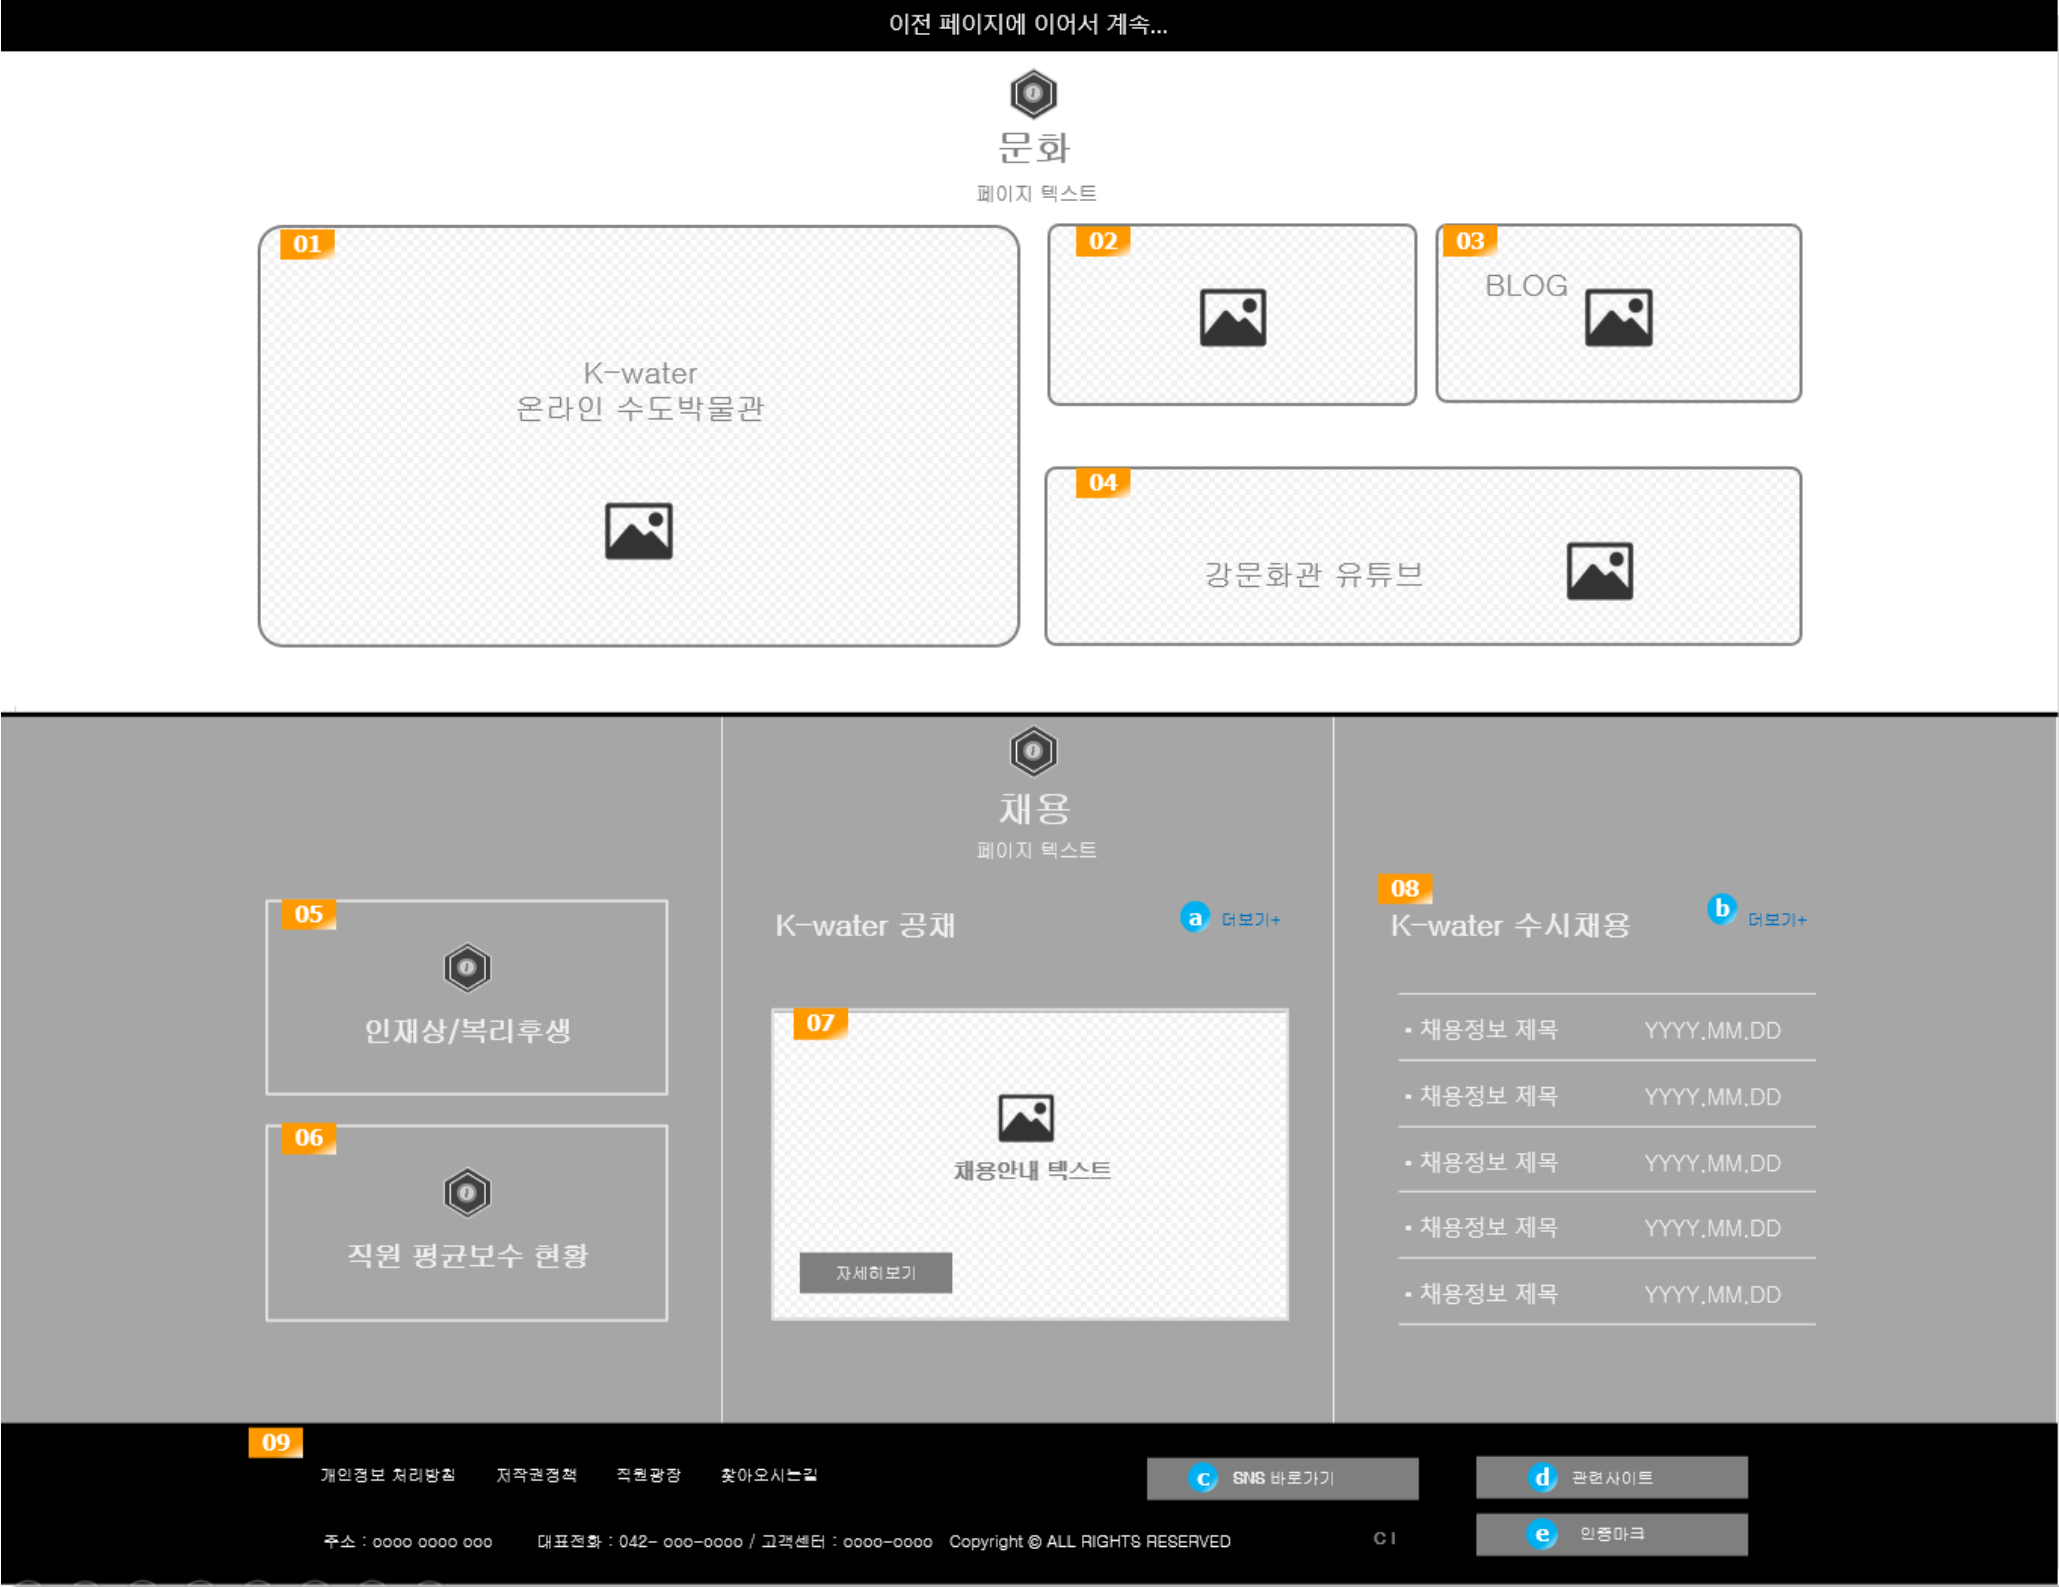 이전 페이지에 이어서 계속...
문화
페이지 텍스트
01
K-water
온라인 수도박물관
02
03
BLOG
04
강문화관 유튜브
채용
페이지 텍스트
05
인재상/복리후생
06
직원 평균보수 현황
K-water 공채
a 더보기+
07
채용안내 텍스트
자세히보기
08
K-water 수시채용
b 더보기+
▪ 채용정보 제목 YYYY.MM.DD
▪ 채용정보 제목 YYYY.MM.DD
▪ 채용정보 제목 YYYY.MM.DD
▪ 채용정보 제목 YYYY.MM.DD
▪ 채용정보 제목 YYYY.MM.DD
09
개인정보 처리방침 저작권정책 직원광장 찾아오시는길
c SNS 바로가기
d 관련사이트
주소 : oooo oooo ooo 대표전화 : 042- ooo-oooo / 고객센터 : oooo-oooo Copyright © ALL RIGHTS RESERVED
C I
e 인증마크